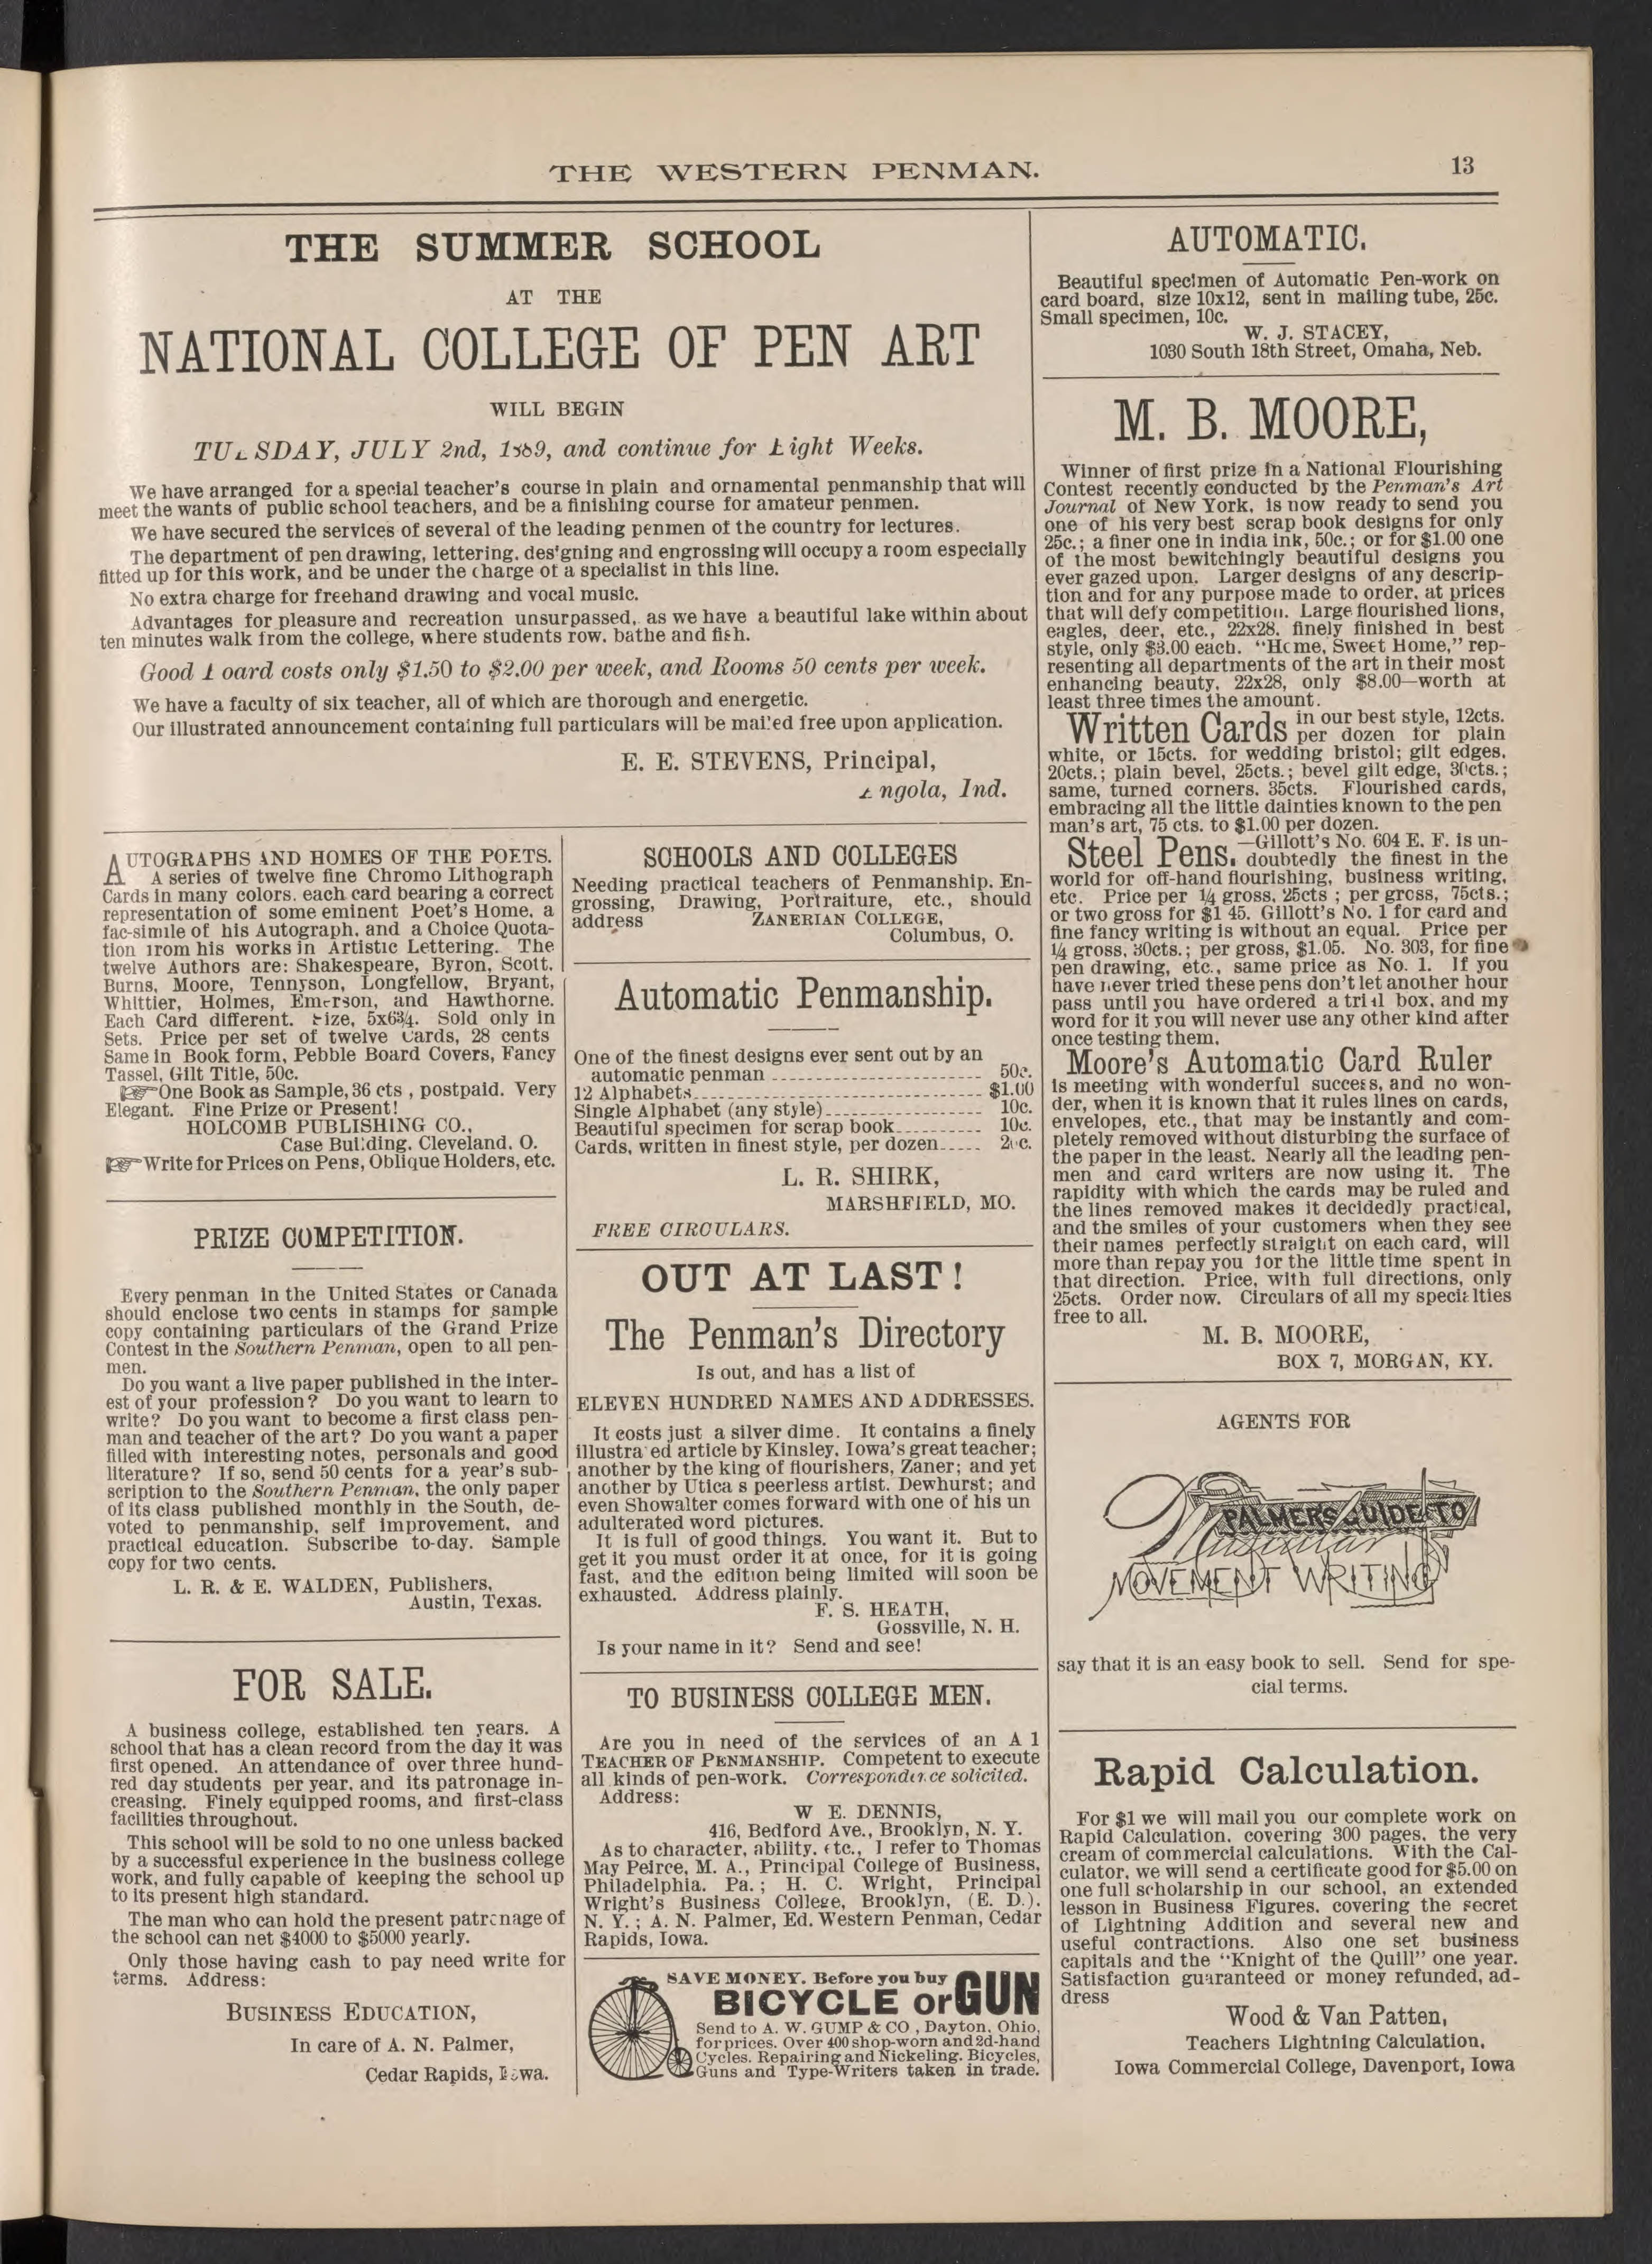 THE WESTERN PENMAN.
13
THE SUMMER SCHOOL
AT THE
NATIONAL COLLEGE OF PEN ART
WILL BEGIN
TUESDAY, JULY 2nd, 1889, and continue for Eight Weeks.
We have arranged for a special teacher's course in plain and ornamental penmanship that will
meet the wants of public school teachers, and be a finishing course for amateur penmen.
We have secured the services of several of the leading penmen of the country for lectures.
The department of pen drawing, lettering, designing and engrossing will occupy a room especially
fitted up for this work, and be under the charge of a specialist in this line.
No extra charge for freehand drawing and vocal music.
Advantages for pleasure and recreation unsurpassed, as we have a beautiful lake within about
ten minutes walk from the college, where students row, bathe and fish.
Good Board costs only $1.50 to $2.00 per week, and Rooms 50 cents per week.
We have a faculty of six teacher, all of which are thorough and energetic.
Our illustrated announcement containing full particulars will be mailed free upon application.
E. E. STEVENS, Principal,
Angola, Ind.
AUTOGRAPHS AND HOMES OF THE POETS.
A series of twelve fine Chromo Lithograph
Cards in many colors, each card bearing a correct
representation of some eminent Poet's Home, a
fac-simile of his Autograph, and a Choice Quota-
tion from his works in Artistic Lettering. The
twelve Authors are: Shakespeare, Byron, Scott,
Burns, Moore, Tennyson, Longfellow, Bryant,
Whittier, Holmes, Emerson, and Hawthorne.
Each Card different. Size, 5x6¾. Sold only in
Sets. Price per set of twelve Cards, 28 cents
Same in Book form, Pebble Board Covers, Fancy
Tassel, Gilt Title, 50c.
☞One Book as Sample, 36 cts, postpaid. Very
Elegant. Fine Prize or Present!
HOLCOMB PUBLISHING CO.,
Case Building, Cleveland, O.
☞Write for Prices on Pens, Oblique Holders, etc.
PRIZE COMPETITION.
Every penman in the United States or Canada
should enclose two cents in stamps for sample
copy containing particulars of the Grand Prize
Contest in the Southern Penman, open to all pen-
men.
Do you want a live paper published in the inter-
est of your profession? Do you want to learn to
write? Do you want to become a first class pen-
man and teacher of the art? Do you want a paper
filled with interesting notes, personals and good
literature? If so, send 50 cents for a year's sub-
scription to the Southern Penman, the only paper
of its class published monthly in the South, de-
voted to penmanship, self improvement, and
practical education. Subscribe to-day. Sample
copy for two cents.
L. R. & E. WALDEN, Publishers,
Austin, Texas.
FOR SALE.
A business college, established ten years. A
school that has a clean record from the day it was
first opened. An attendance of over three hund-
red day students per year, and its patronage in-
creasing. Finely equipped rooms, and first-class
facilities throughout.
This school will be sold to no one unless backed
by a successful experience in the business college
work, and fully capable of keeping the school up
to its present high standard.
The man who can hold the present patronage of
the school can net $4000 to $5000 yearly.
Only those having cash to pay need write for
terms. Address:
BUSINESS EDUCATION,
In care of A. N. Palmer,
Cedar Rapids, Iowa.
SCHOOLS AND COLLEGES
Needing practical teachers of Penmanship, En-
grossing, Drawing, Portraiture, etc., should
address ZANERIAN COLLEGE,
Columbus, O.
Automatic Penmanship.
One of the finest designs ever sent out by an
automatic penman 50c.
12 Alphabets $1.00
Single Alphabet (any style) 10c.
Beautiful specimen for scrap book 10c.
Cards, written in finest style, per dozen 20c.
L. R. SHIRK,
MARSHFIELD, MO.
FREE CIRCULARS.
OUT AT LAST!
The Penman's Directory
Is out, and has a list of
ELEVEN HUNDRED NAMES AND ADDRESSES.
It costs just a silver dime. It contains a finely
illustrated article by Kinsley, Iowa's great teacher;
another by the king of flourishers, Zaner; and yet
another by Utica s peerless artist, Dewhurst; and
even Showalter comes forward with one of his un
adulterated word pictures.
It is full of good things. You want it. But to
get it you must order it at once, for it is going
fast, and the edition being limited will soon be
exhausted. Address plainly.
F. S. HEATH,
Gossville, N. H.
Is your name in it? Send and see!
TO BUSINESS COLLEGE MEN.
Are you in need of the services of an A 1
TEACHER OF PENMANSHIP. Competent to execute
all kinds of pen-work. Correspondence solicited.
Address:
W E. DENNIS,
416, Bedford Ave., Brooklyn, N. Y.
As to character, ability, etc., I refer to Thomas
May Peirce, M. A., Principal College of Business,
Philadelphia, Pa.; H. C. Wright, Principal
Wright's Business College, Brooklyn, (E. D.),
N. Y.; A. N. Palmer, Ed. Western Penman, Cedar
Rapids, Iowa.
SAVE MONEY. Before you buy
BICYCLE or GUN
Send to A. W. GUMP & CO, Dayton, Ohio,
for prices. Over 400 shop-worn and 2d-hand
Cycles. Repairing and Nickeling. Bicycles,
Guns and Type-Writers taken in trade.
AUTOMATIC.
Beautiful specimen of Automatic Pen-work on
card board, size 10x12, sent in mailing tube, 25c.
Small specimen, 10c.
W. J. STACEY,
1030 South 18th Street, Omaha, Neb.
M. B. MOORE,
Winner of first prize in a National Flourishing
Contest recently conducted by the Penman's Art
Journal of New York, is now ready to send you
one of his very best scrap book designs for only
25c.; a finer one in india ink, 50c.; or for $1.00 one
of the most bewitchingly beautiful designs you
ever gazed upon. Larger designs of any descrip-
tion and for any purpose made to order, at prices
that will defy competition. Large flourished lions,
eagles, deer, etc., 22x28, finely finished in best
style, only $3.00 each. "Home, Sweet Home," rep-
resenting all departments of the art in their most
enhancing beauty, 22x28, only $8.00—worth at
least three times the amount.
Written Cards in our best style, 12cts.
per dozen for plain
white, or 15cts. for wedding bristol; gilt edges,
20cts.; plain bevel, 25cts.; bevel gilt edge, 30cts.;
same, turned corners, 35cts. Flourished cards,
embracing all the little dainties known to the pen
man's art, 75 cts. to $1.00 per dozen.
Steel Pens. —Gillott's No. 604 E. F. is un-
doubtedly the finest in the
world for off-hand flourishing, business writing,
etc. Price per ¼ gross, 25cts; per gross, 75cts.;
or two gross for $1 45. Gillott's No. 1 for card and
fine fancy writing is without an equal. Price per
¼ gross, 30cts.; per gross, $1.05. No. 303, for fine
pen drawing, etc., same price as No. 1. If you
have never tried these pens don't let another hour
pass until you have ordered a trial box, and my
word for it you will never use any other kind after
once testing them.
Moore's Automatic Card Ruler
is meeting with wonderful success, and no won-
der, when it is known that it rules lines on cards,
envelopes, etc., that may be instantly and com-
pletely removed without disturbing the surface of
the paper in the least. Nearly all the leading pen-
men and card writers are now using it. The
rapidity with which the cards may be ruled and
the lines removed makes it decidedly practical,
and the smiles of your customers when they see
their names perfectly straight on each card, will
more than repay you for the little time spent in
that direction. Price, with full directions, only
25cts. Order now. Circulars of all my specialties
free to all.
M. B. MOORE,
BOX 7, MORGAN, KY.
AGENTS FOR
PALMER'S GUIDE TO
Muscular
MOVEMENT WRITING
say that it is an easy book to sell. Send for spe-
cial terms.
Rapid Calculation.
For $1 we will mail you our complete work on
Rapid Calculation, covering 300 pages, the very
cream of commercial calculations. With the Cal-
culator, we will send a certificate good for $5.00 on
one full scholarship in our school, an extended
lesson in Business Figures, covering the secret
of Lightning Addition and several new and
useful contractions. Also one set business
capitals and the "Knight of the Quill" one year.
Satisfaction guaranteed or money refunded, ad-
dress
Wood & Van Patten,
Teachers Lightning Calculation,
Iowa Commercial College, Davenport, Iowa